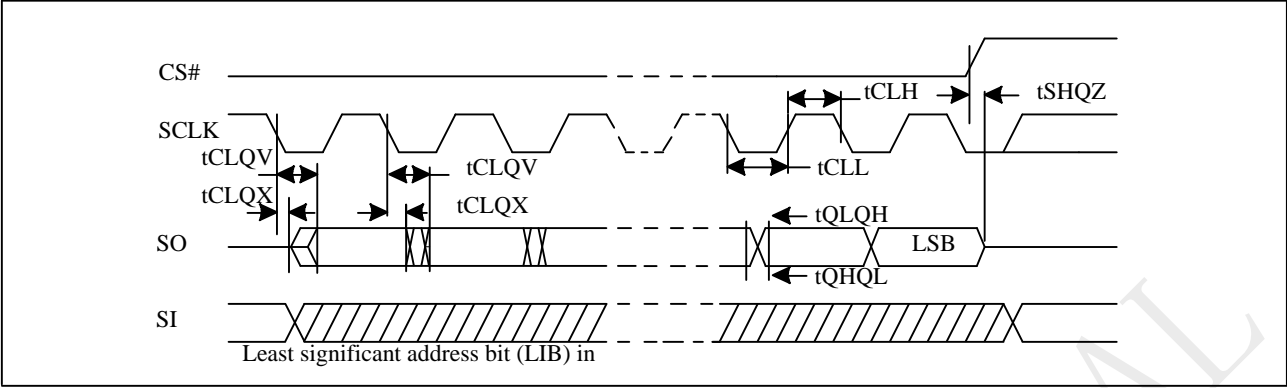 CS#
tCLH
tSHQZ
SCLK
tCLQV
tCLQV
tCLL
tCLQX
tCLQX
tQLQH
SO
LSB
tQHQL
SI
Least significant address bit (LIB) in
AL